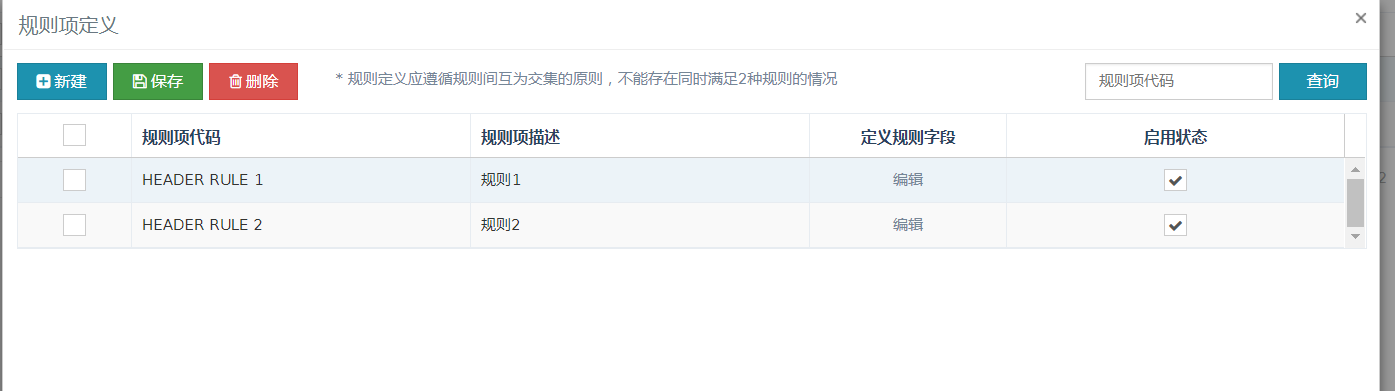 规则项定义
×
新建 保存 删除 * 规则定义应遵循规则间互为交集的原则，不能存在同时满足2种规则的情况 规则项代码 查询
规则项代码 规则项描述 定义规则字段 启用状态
HEADER RULE 1 规则1 编辑
HEADER RULE 2 规则2 编辑
2